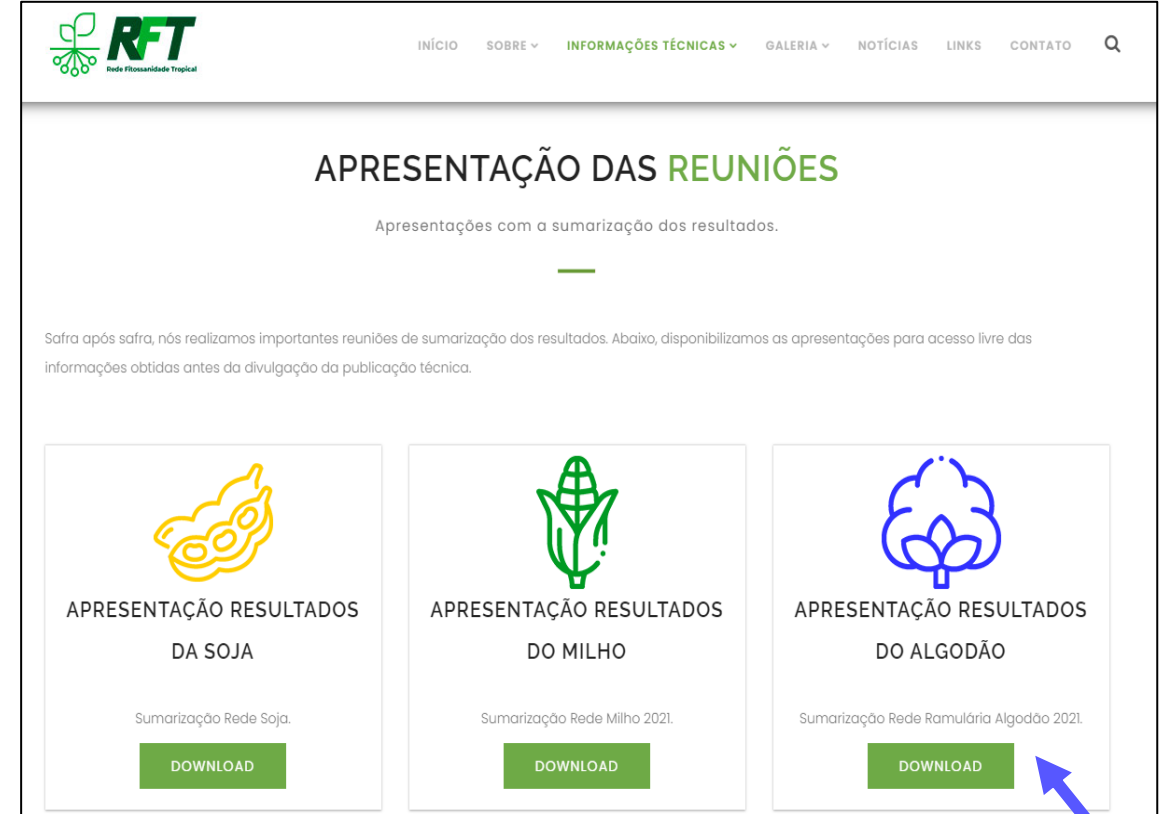 RFT
Rede Fitossanidade Tropical
INÍCIO SOBRE INFORMAÇÕES TÉCNICAS GALERIA NOTÍCIAS LINKS CONTATO
APRESENTAÇÃO DAS REUNIÕES
Apresentações com a sumarização dos resultados.
Safra após safra, nós realizamos importantes reuniões de sumarização dos resultados. Abaixo, disponibilizamos as apresentações para acesso livre das
informações obtidas antes da divulgação da publicação técnica.
APRESENTAÇÃO RESULTADOS
DA SOJA
Sumarização Rede Soja.
DOWNLOAD
APRESENTAÇÃO RESULTADOS
DO MILHO
Sumarização Rede Milho 2021.
DOWNLOAD
APRESENTAÇÃO RESULTADOS
DO ALGODÃO
Sumarização Rede Ramulária Algodão 2021.
DOWNLOAD